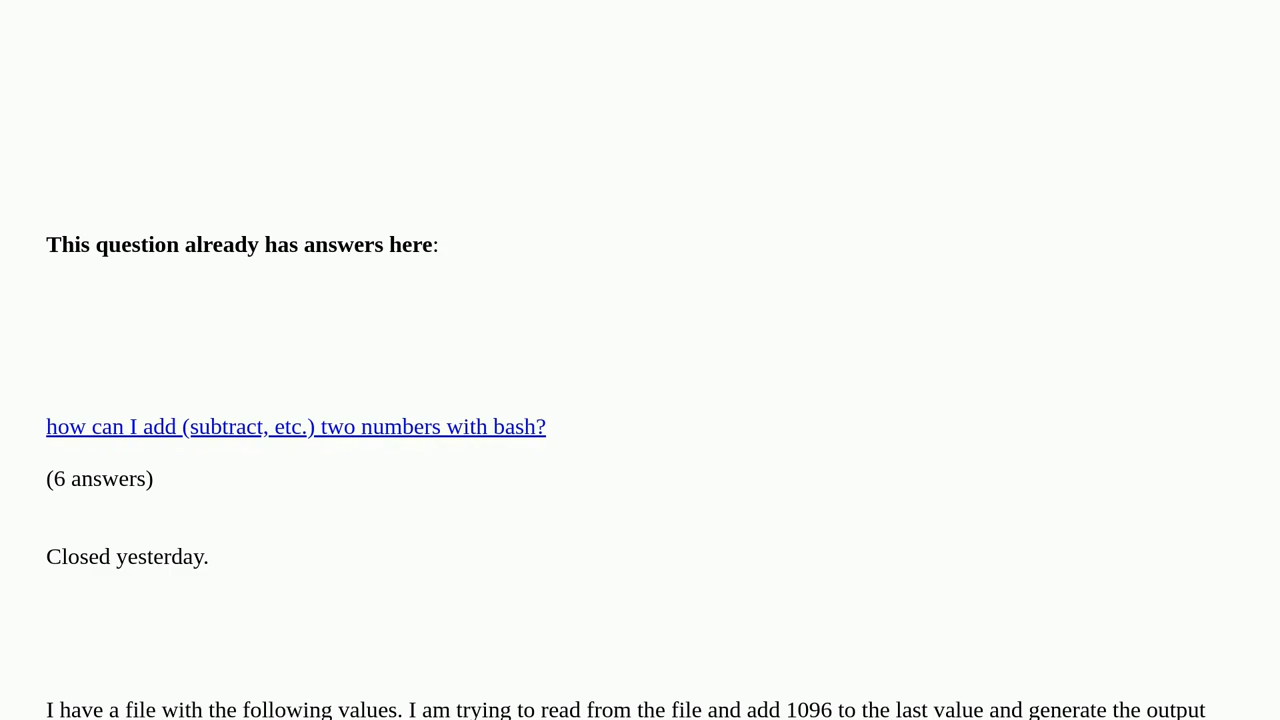 This question already has answers here:
how can I add (subtract, etc.) two numbers with bash?
(6 answers)
Closed yesterday.
I have a file with the following values. I am trying to read from the file and add 1096 to the last value and generate the output